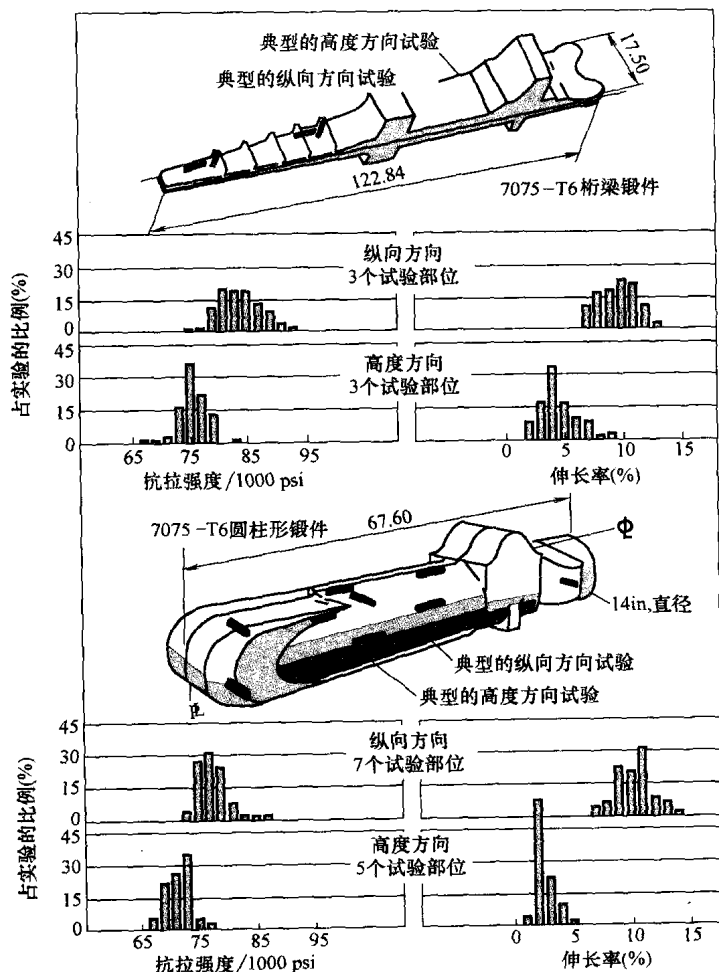 典型的高度方向试验
典型的纵向方向试验
17.50
122.84
7075-T6桁梁锻件
占实验的比例(%)
45
30
15
0
纵向方向
3个试验部位
45
30
15
0
高度方向
3个试验部位
65 75 85 95
抗拉强度/1000 psi
0 5 10 15
伸长率(%)
7075-T6圆柱形锻件
67.60
14in,直径
典型的纵向方向试验
典型的高度方向试验
占实验的比例(%)
45
30
15
0
纵向方向
7个试验部位
45
30
15
0
高度方向
5个试验部位
65 75 85 95
抗拉强度/1000 psi
0 5 10 15
伸长率(%)